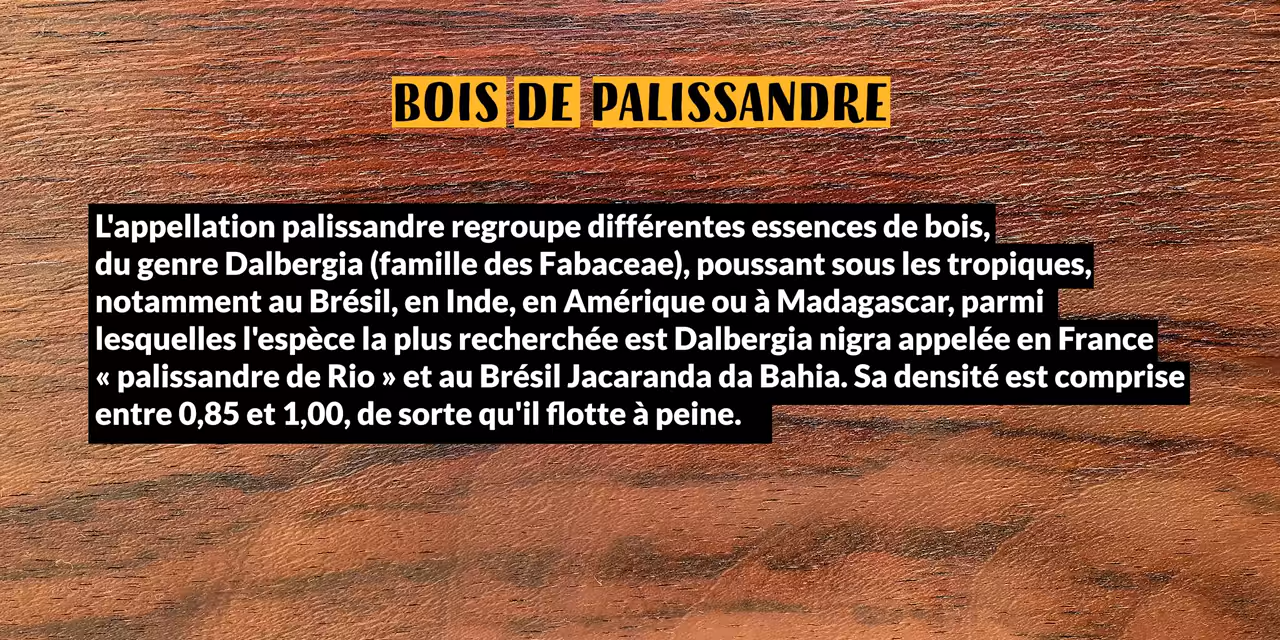 BOIS DE PALISSANDRE
L'appellation palissandre regroupe différentes essences de bois,
du genre Dalbergia (famille des Fabaceae), poussant sous les tropiques,
notamment au Brésil, en Inde, en Amérique ou à Madagascar, parmi
lesquelles l'espèce la plus recherchée est Dalbergia nigra appelée en France
« palissandre de Rio » et au Brésil Jacaranda da Bahia. Sa densité est comprise
entre 0,85 et 1,00, de sorte qu'il flotte à peine.